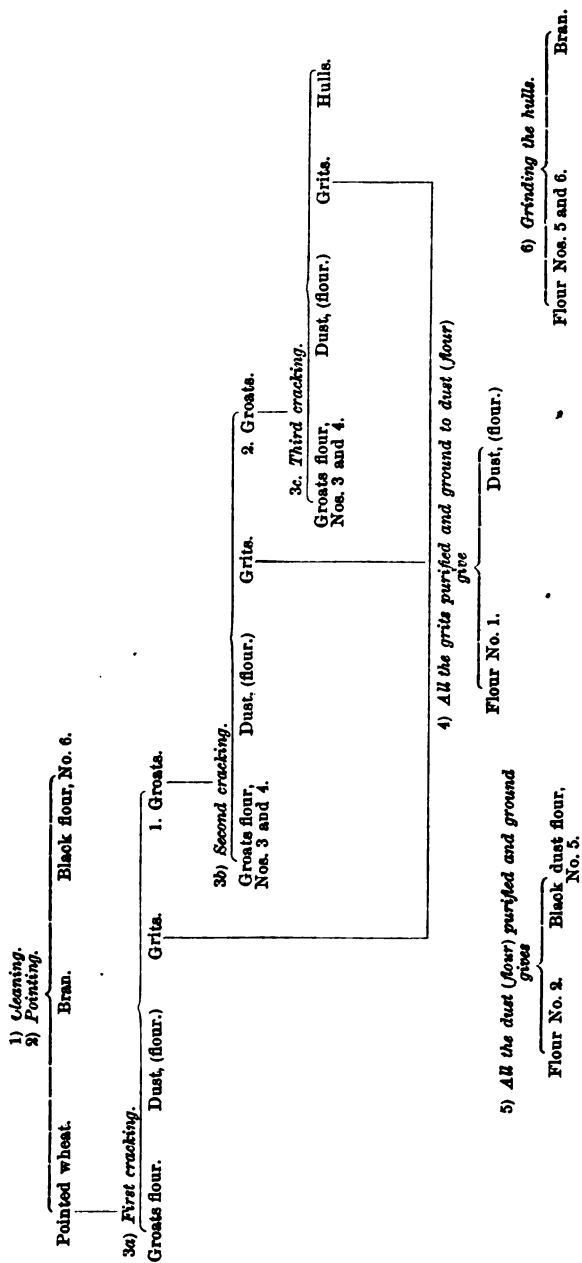 1) Cleaning.
2) Pointing.
Pointed wheat. Bran. Black flour, No. 6.
3a) First cracking.
Groats flour. Dust, (flour.) Grits. 1. Groats.
3b) Second cracking.
Groats flour, Dust, (flour.) Grits. 2. Groats.
Nos. 3 and 4.
3c. Third cracking.
Groats flour, Dust, (flour.) Grits. Hulls.
Nos. 3 and 4.
4) All the grits purified and ground to dust (flour)
give
Flour No. 1. Dust, (flour.)
5) All the dust (flour) purified and ground
gives
Flour No. 2. Black dust flour,
No. 5.
6) Grinding the hulls.
Flour Nos. 5 and 6. Bran.